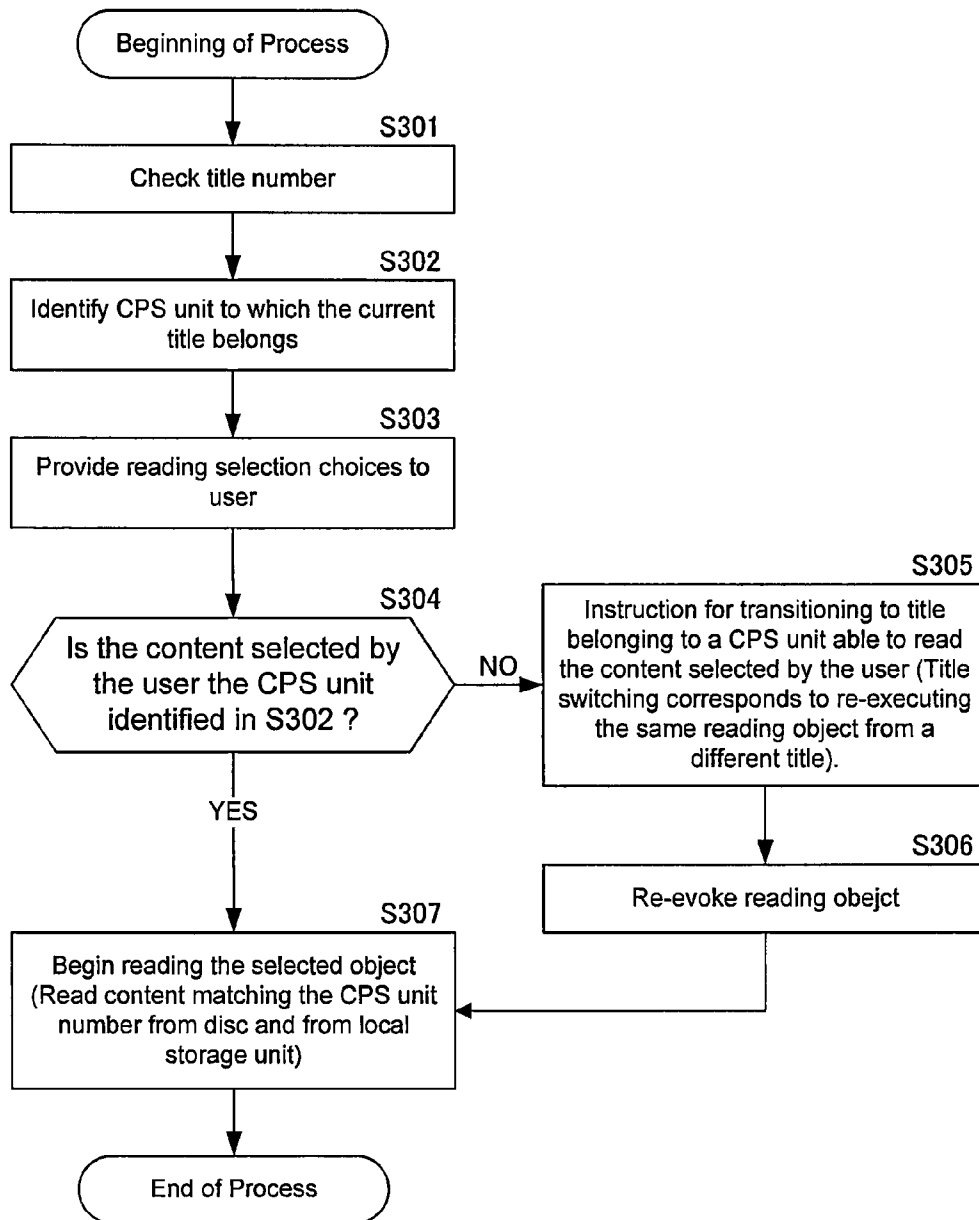 Beginning of Process
S301
Check title number
S302
Identify CPS unit to which the current
title belongs
S303
Provide reading selection choices to
user
S304
Is the content selected by
the user the CPS unit
identified in S302 ?
NO
YES
S305
Instruction for transitioning to title
belonging to a CPS unit able to read
the content selected by the user (Title
switching corresponds to re-executing
the same reading object from a
different title).
S306
Re-evoke reading obejct
S307
Begin reading the selected object
(Read content matching the CPS unit
number from disc and from local
storage unit)
End of Process